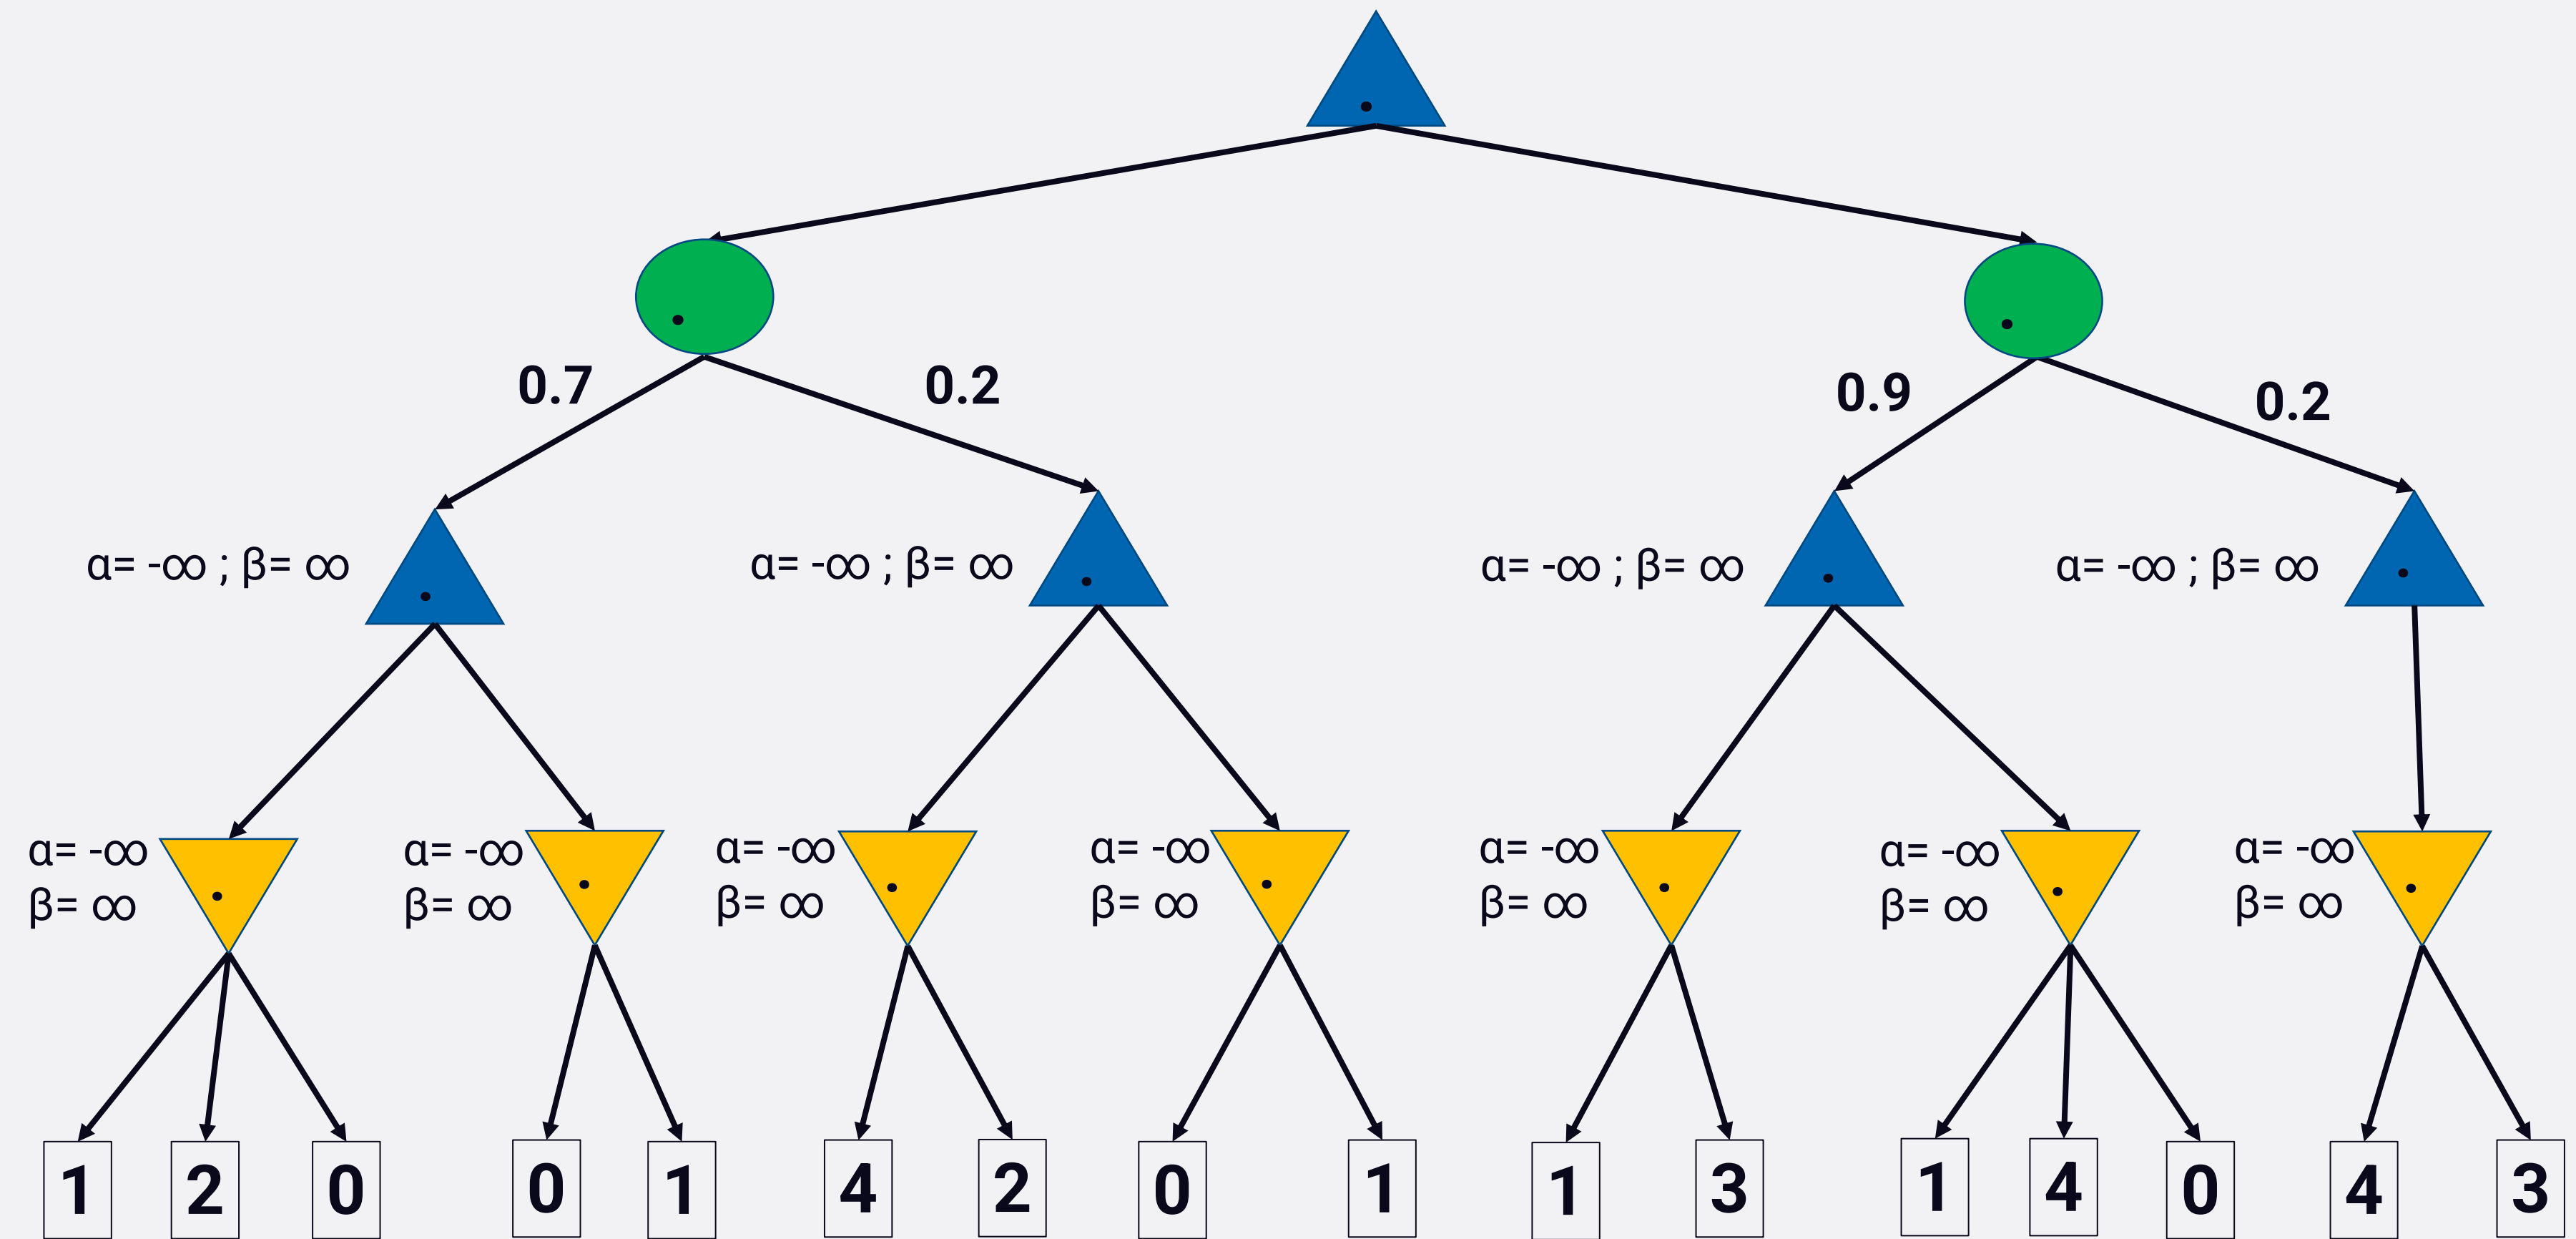 0.7
0.2
0.9
0.2
α= -∞ ; β= ∞
α= -∞ ; β= ∞
α= -∞ ; β= ∞
α= -∞ ; β= ∞
α= -∞
β= ∞
α= -∞
β= ∞
α= -∞
β= ∞
α= -∞
β= ∞
α= -∞
β= ∞
α= -∞
β= ∞
α= -∞
β= ∞
1 2 0 0 1 4 2 0 1 1 3 1 4 0 4 3